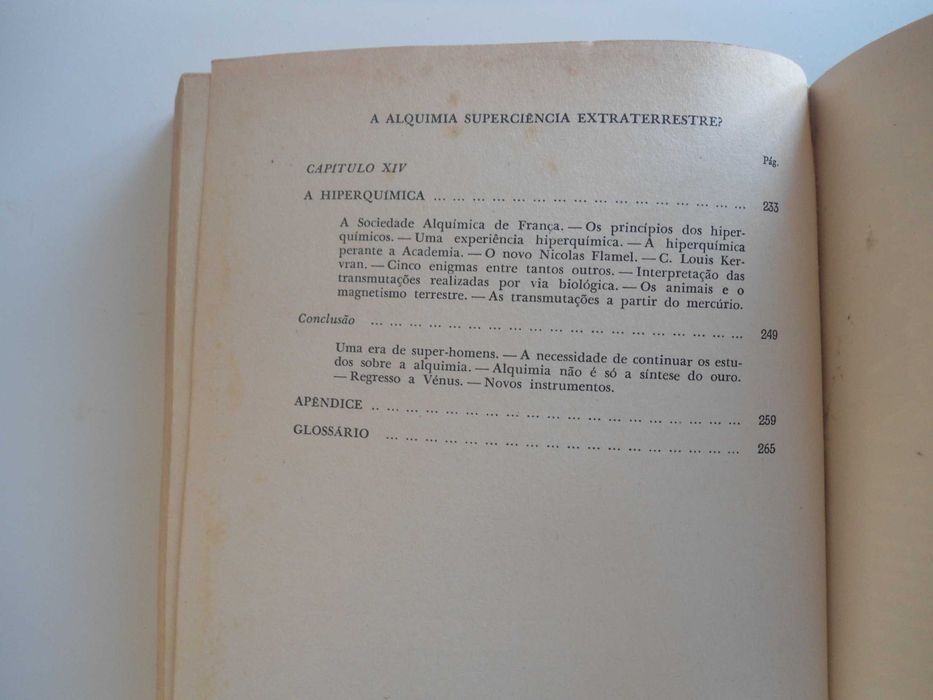 A ALQUIMIA SUPERCIÊNCIA EXTRATERRESTRE?
Pág.
CAPITULO XIV
A HIPERQUÍMICA ... ... ... ... ... ... ... ... ... ... ... ... ... ... ... ... 233
A Sociedade Alquímica de França. — Os princípios dos hiper-
químicos. — Uma experiência hiperquímica. — A hiperquímica
perante a Academia. — O novo Nicolas Flamel. — C. Louis Ker-
vran. — Cinco enigmas entre tantos outros. — Interpretação das
transmutações realizadas por via biológica. — Os animais e o
magnetismo terrestre. — As transmutações a partir do mercúrio.
Conclusão ... ... ... ... ... ... ... ... ... ... ... ... ... ... ... ... ... ... ... 249
Uma era de super-homens. — A necessidade de continuar os estu-
dos sobre a alquimia. — Alquimia não é só a síntese do ouro.
— Regresso a Vénus. — Novos instrumentos.
APÊNDICE .. ... ... ... ... ... ... ... ... ... ... ... ... ... ... ... ... ... ... 259
GLOSSÁRIO ... ... ... ... ... ... ... ... ... ... ... ... ... ... ... ... ... ... 265